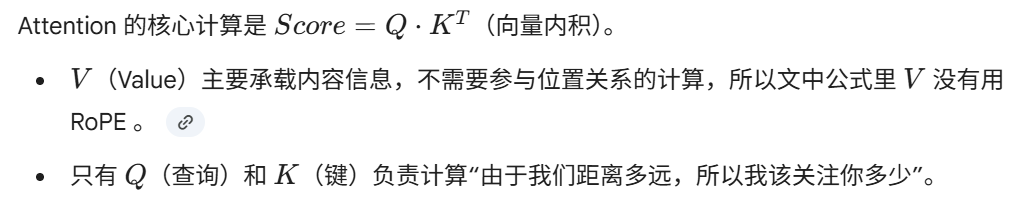 Attention 的核心计算是 Score = Q · K^T（向量内积）。
• V（Value）主要承载内容信息，不需要参与位置关系的计算，所以文中公式里 V 没有用
RoPE 。
• 只有 Q（查询）和 K（键）负责计算“由于我们距离多远，所以我该关注你多少”。